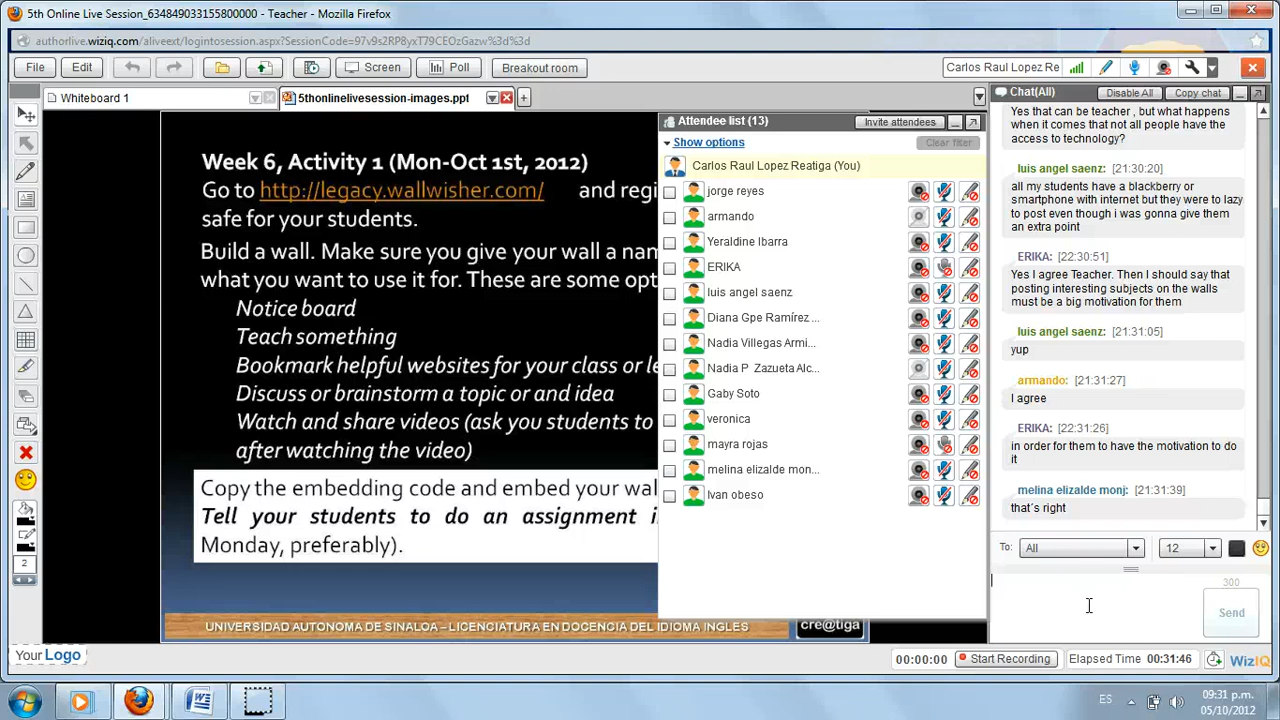 5th Online Live Session_634849033155800000 - Teacher - Mozilla Firefox
authorlive.wiziq.com/aliveext/logintosession.aspx?SessionCode=97v9s2RP8yxT79CEOzGazw%3d%3d
File Edit Screen Poll Breakout room Carlos Raul Lopez Re
Whiteboard 1 5thonlinelivesession-images.ppt
Week 6, Activity 1 (Mon-Oct 1st, 2012)
Go to http://legacy.wallwisher.com/ and regi
safe for your students.
Build a wall. Make sure you give your wall a nam
what you want to use it for. These are some opt
Notice board
Teach something
Bookmark helpful websites for your class or le
Discuss or brainstorm a topic or and idea
Watch and share videos (ask you students to
after watching the video)
Copy the embedding code and embed your wal
Tell your students to do an assignment i
Monday, preferably).
UNIVERSIDAD AUTONOMA DE SINALOA – LICENCIATURA EN DOCENCIA DEL IDIOMA INGLES
cre@tiga
Attendee list (13) Invite attendees
Show options Clear filter
Carlos Raul Lopez Reatiga (You)
jorge reyes
armando
Yeraldine Ibarra
ERIKA
luis angel saenz
Diana Gpe Ramírez ...
Nadia Villegas Armi...
Nadia P Zazueta Alc...
Gaby Soto
veronica
mayra rojas
melina elizalde mon...
Ivan obeso
Chat(All) Disable All Copy chat
Yes that can be teacher , but what happens
when it comes that not all people have the
access to technology?
luis angel saenz: [21:30:20]
all my students have a blackberry or
smartphone with internet but they were to lazy
to post even though i was gonna give them
an extra point
ERIKA: [22:30:51]
Yes I agree Teacher. Then I should say that
posting interesting subjects on the walls
must be a big motivation for them
luis angel saenz: [21:31:05]
yup
armando: [21:31:27]
I agree
ERIKA: [22:31:26]
in order for them to have the motivation to do
it
melina elizalde monj: [21:31:39]
that´s right
To: All 12
300
Send
2
Your Logo
00:00:00 Start Recording Elapsed Time 00:31:46 WizIQ
ES 09:31 p.m.
05/10/2012